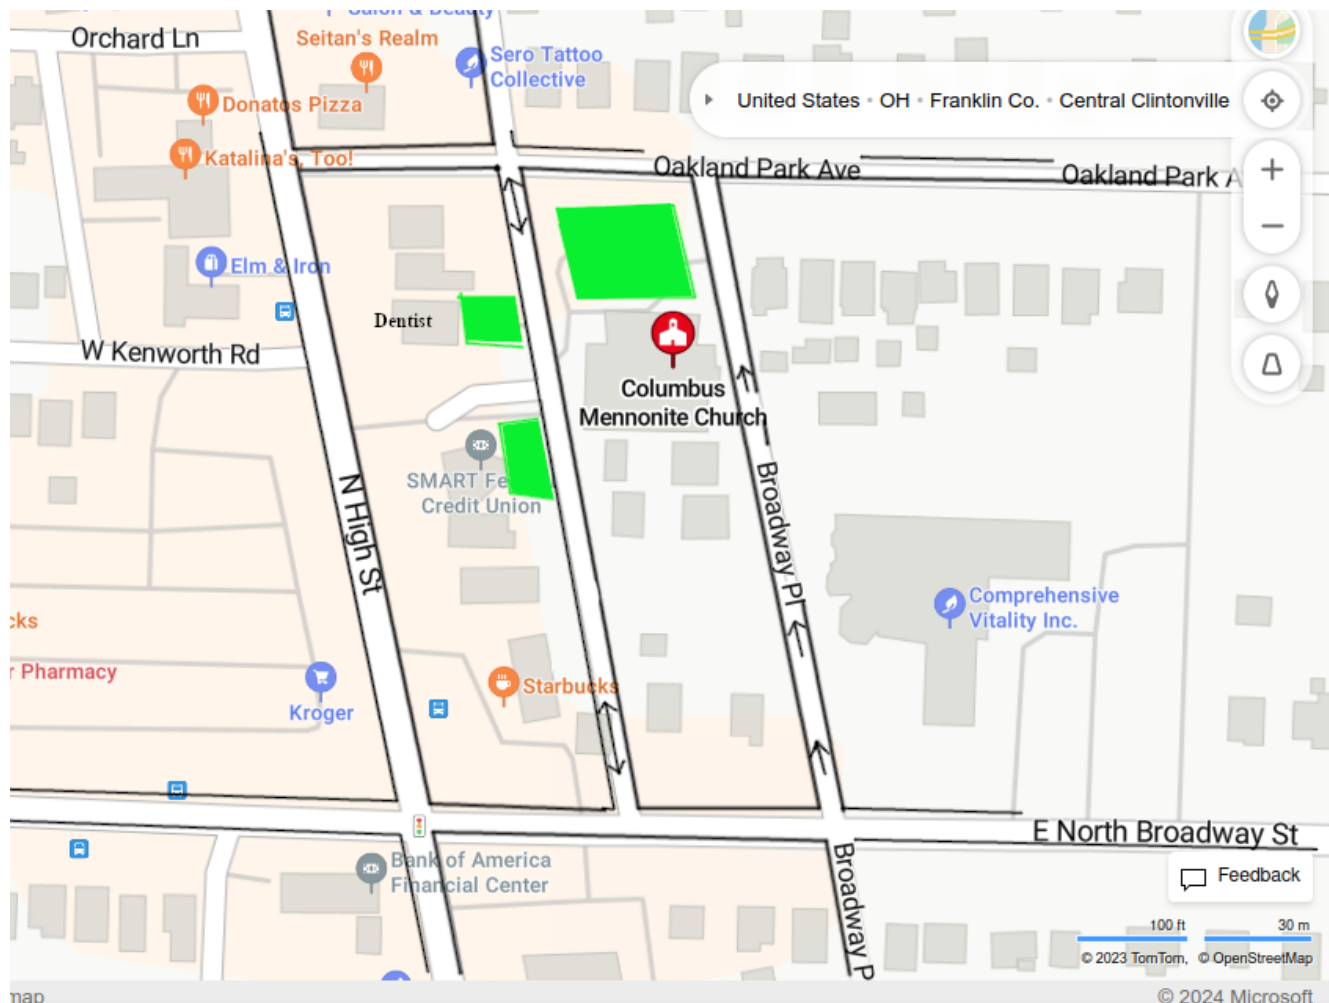 Salon & Beauty
Orchard Ln
Seitan's Realm
Sero Tattoo
Collective
United States • OH • Franklin Co. • Central Clintonville
Donatos Pizza
Katalina's, Too!
Oakland Park Ave
Oakland Park A
Elm & Iron
Dentist
W Kenworth Rd
Columbus
Mennonite Church
SMART Fe
Credit Union
N High St
Broadway Pl
Comprehensive
Vitality Inc.
cks
r Pharmacy
Starbucks
Kroger
E North Broadway St
Bank of America
Financial Center
Broadway P
Feedback
100 ft
30 m
© 2023 TomTom, © OpenStreetMap
map
© 2024 Microsoft